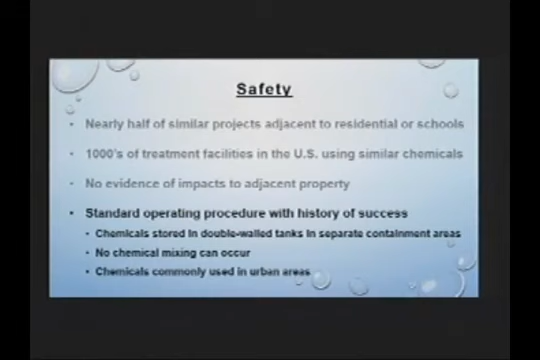 Safety
• Nearly half of similar projects adjacent to residential or schools
• 1000's of treatment facilities in the U.S. using similar chemicals
• No evidence of impacts to adjacent property
• Standard operating procedure with history of success
• Chemicals stored in double-walled tanks in separate containment areas
• No chemical mixing can occur
• Chemicals commonly used in urban areas